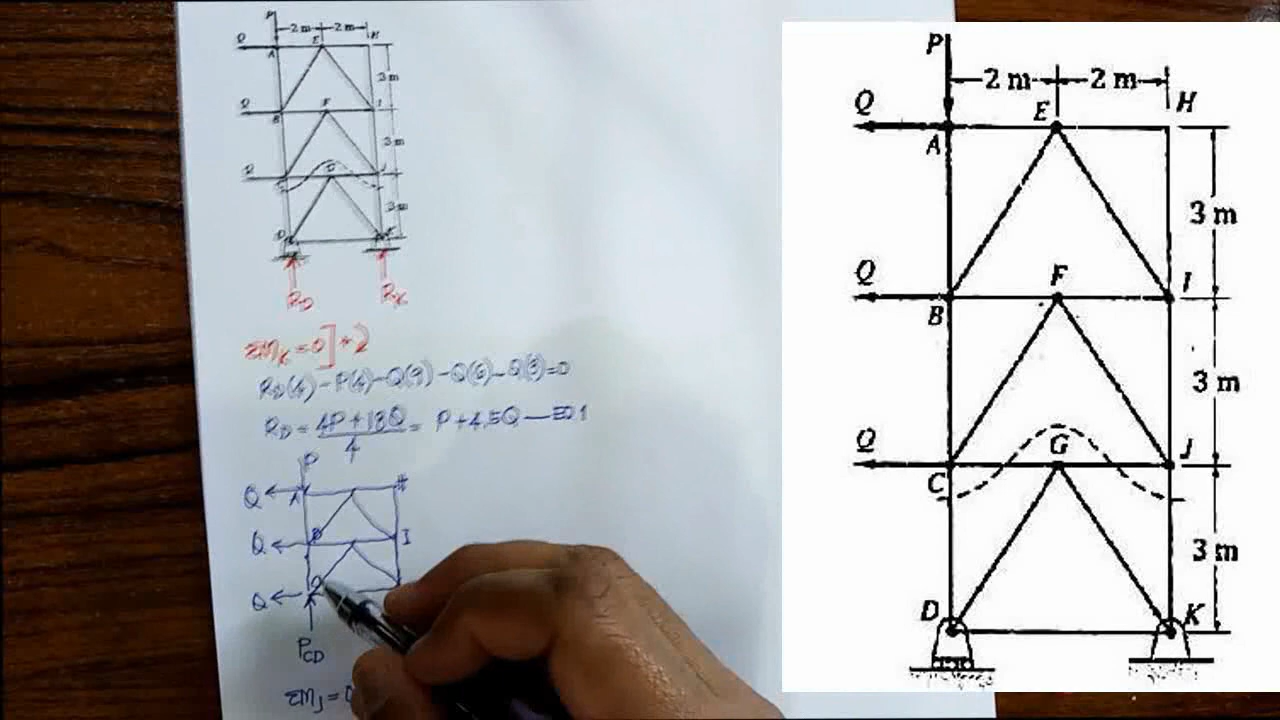 P
2 m 2 m
Q A E H
3 m
Q B F I
3 m
Q C G J
3 m
D K
R_D R_K
ΣM_K = 0] + ⤸
R_D(4) - P(4) - Q(9) - Q(6) - Q(3) = 0
R_D = 4P + 18Q / 4 = P + 4.5Q — EQ 1
P
Q A H
Q B I
Q C
P_CD
ΣM_J = 0
P
2 m 2 m
Q A E H
3 m
Q B F I
3 m
Q C G J
3 m
D K